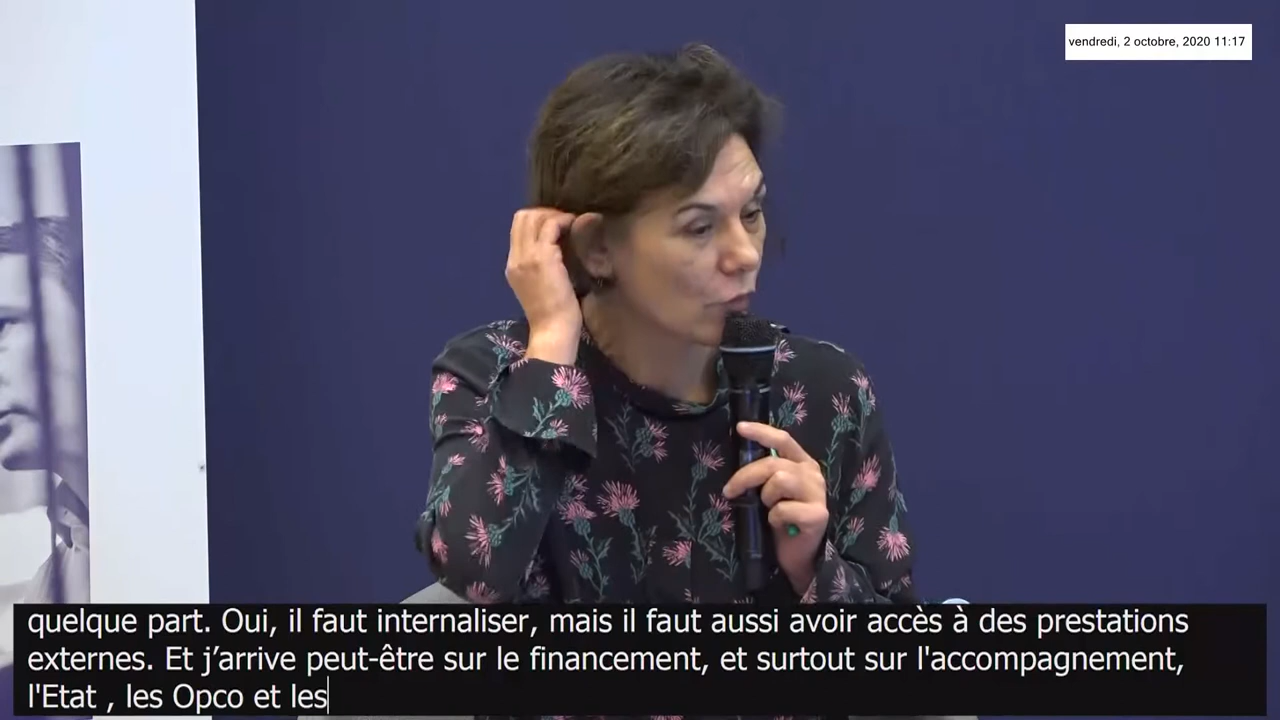 vendredi, 2 octobre, 2020 11:17
quelque part. Oui, il faut internaliser, mais il faut aussi avoir accès à des prestations
externes. Et j’arrive peut-être sur le financement, et surtout sur l'accompagnement,
l'Etat , les Opco et les